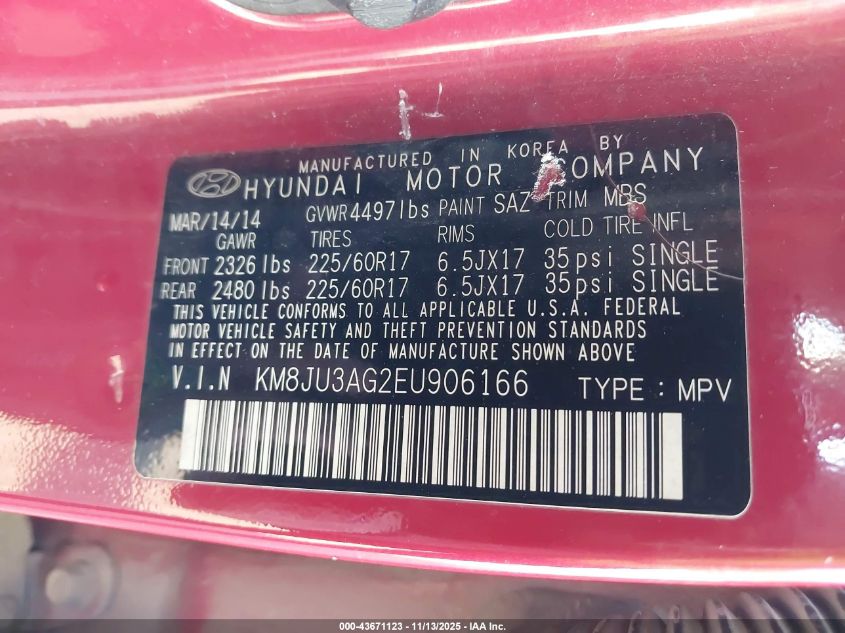 MANUFACTURED IN KOREA BY
HYUNDAI MOTOR COMPANY
MAR/14/14 GVWR 4497lbs PAINT SAZ TRIM MBS
GAWR TIRES RIMS COLD TIRE INFL
FRONT 2326 lbs 225/60R17 6.5JX17 35psi SINGLE
REAR 2480 lbs 225/60R17 6.5JX17 35psi SINGLE
THIS VEHICLE CONFORMS TO ALL APPLICABLE U.S.A. FEDERAL
MOTOR VEHICLE SAFETY AND THEFT PREVENTION STANDARDS
IN EFFECT ON THE DATE OF MANUFACTURE SHOWN ABOVE
V.I.N KM8JU3AG2EU906166 TYPE : MPV
000-43671123 - 11/13/2025 - IAA Inc.